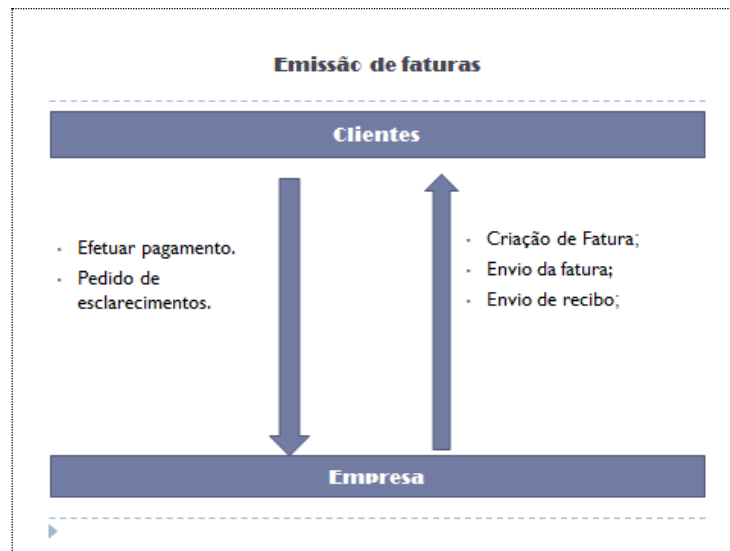 Emissão de faturas
Clientes
Efetuar pagamento.
Pedido de
esclarecimentos.
Criação de Fatura;
Envio da fatura;
Envio de recibo;
Empresa